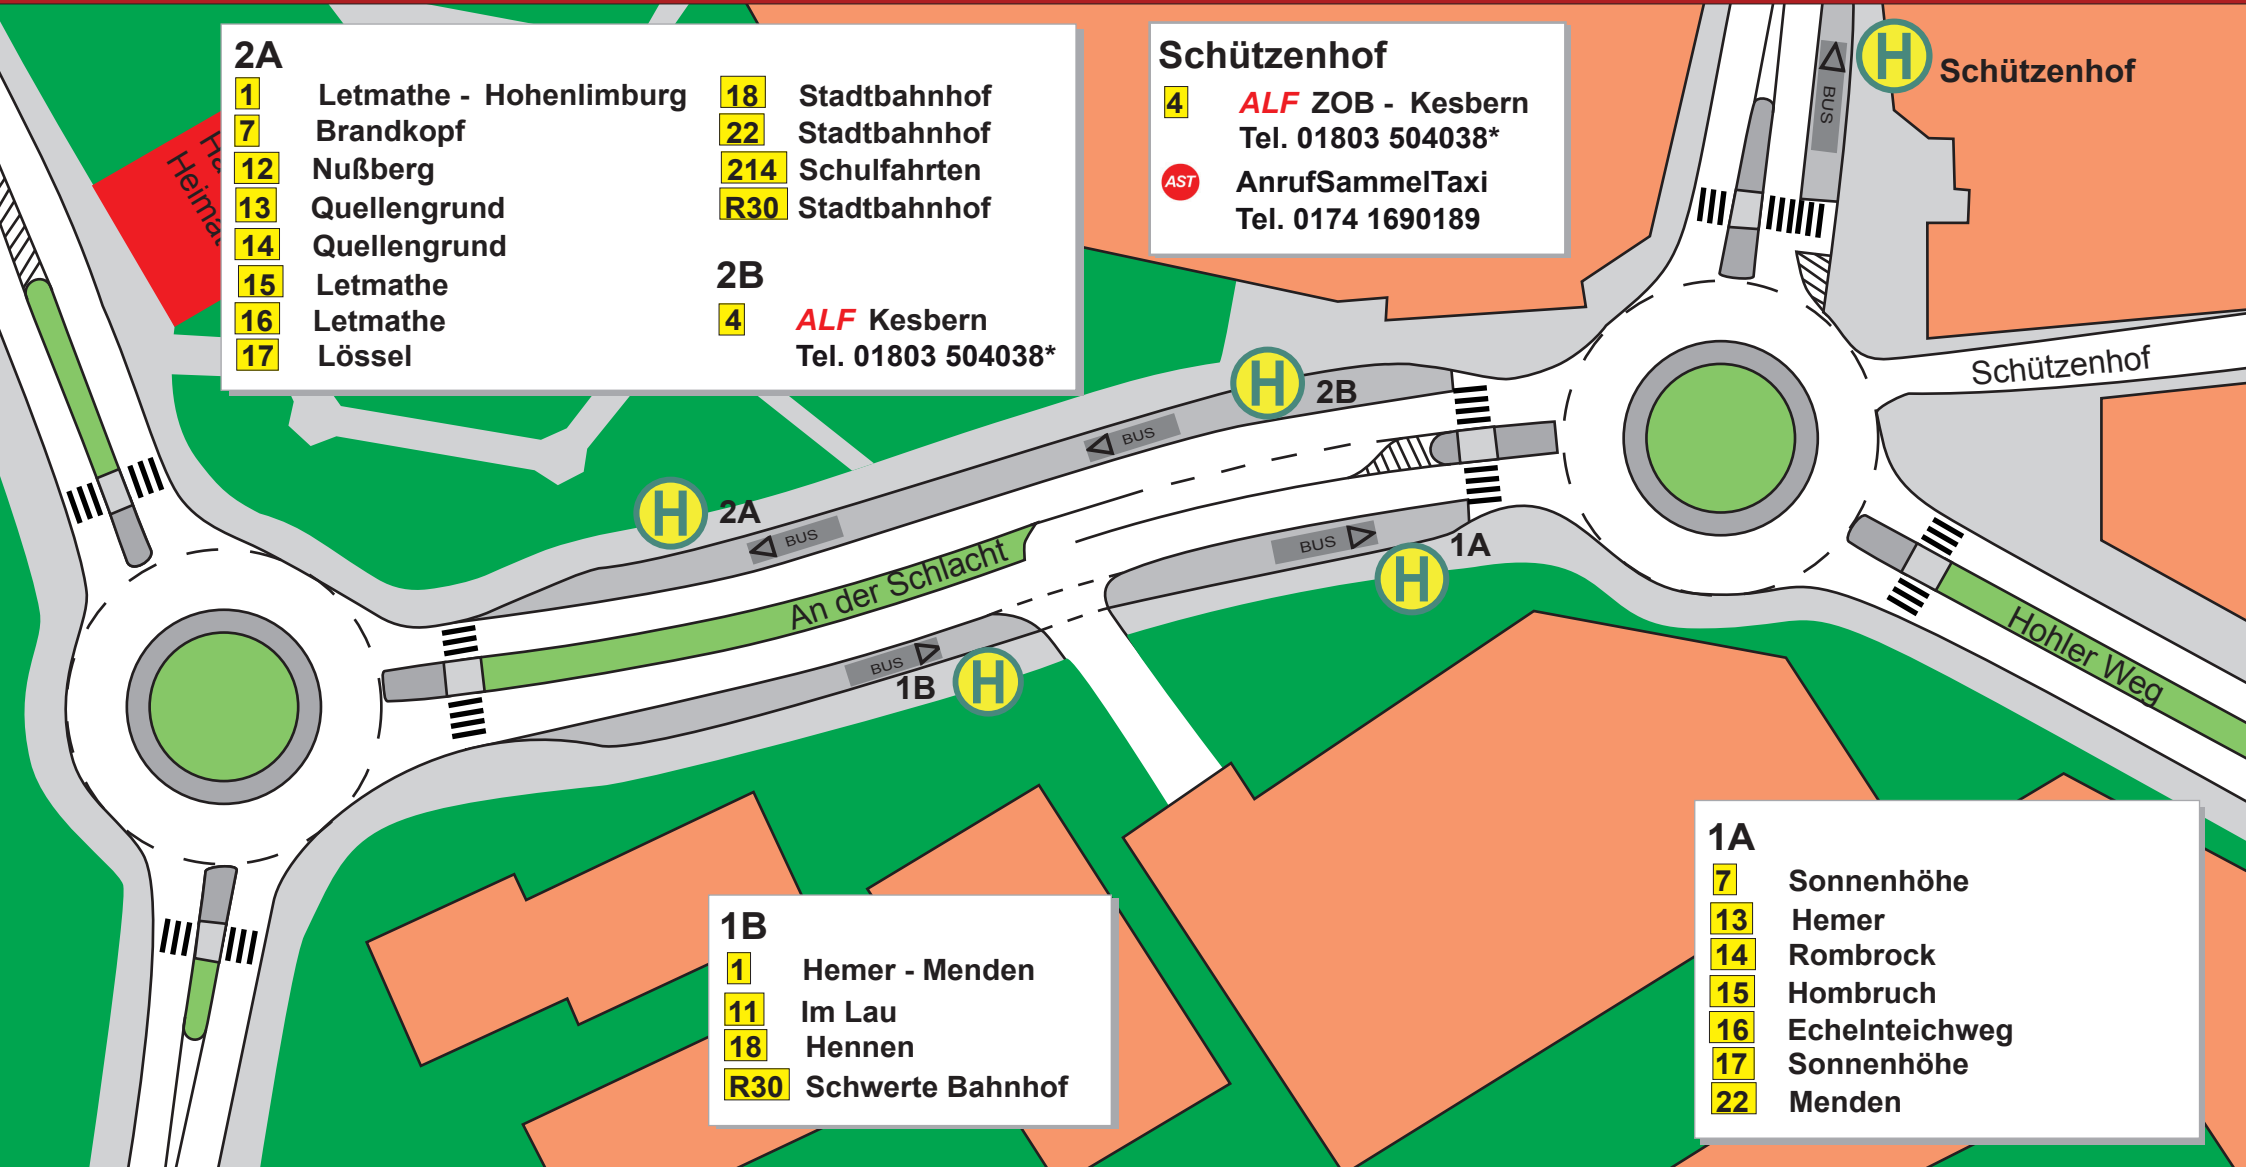 2A
1 Letmathe - Hohenlimburg
7 Brandkopf
12 Nußberg
13 Quellengrund
14 Quellengrund
15 Letmathe
16 Letmathe
17 Lössel
18 Stadtbahnhof
22 Stadtbahnhof
214 Schulfahrten
R30 Stadtbahnhof
2B
4 ALF Kesbern
Tel. 01803 504038*
Schützenhof
4 ALF ZOB - Kesbern
Tel. 01803 504038*
AST AnrufSammelTaxi
Tel. 0174 1690189
H Schützenhof
BUS
Schützenhof
H 2B
BUS
H 2A
BUS
An der Schlacht
BUS
1A
H
BUS
1B
H
Hohler Weg
1B
1 Hemer - Menden
11 Im Lau
18 Hennen
R30 Schwerte Bahnhof
1A
7 Sonnenhöhe
13 Hemer
14 Rombrock
15 Hombruch
16 Echelnteichweg
17 Sonnenhöhe
22 Menden